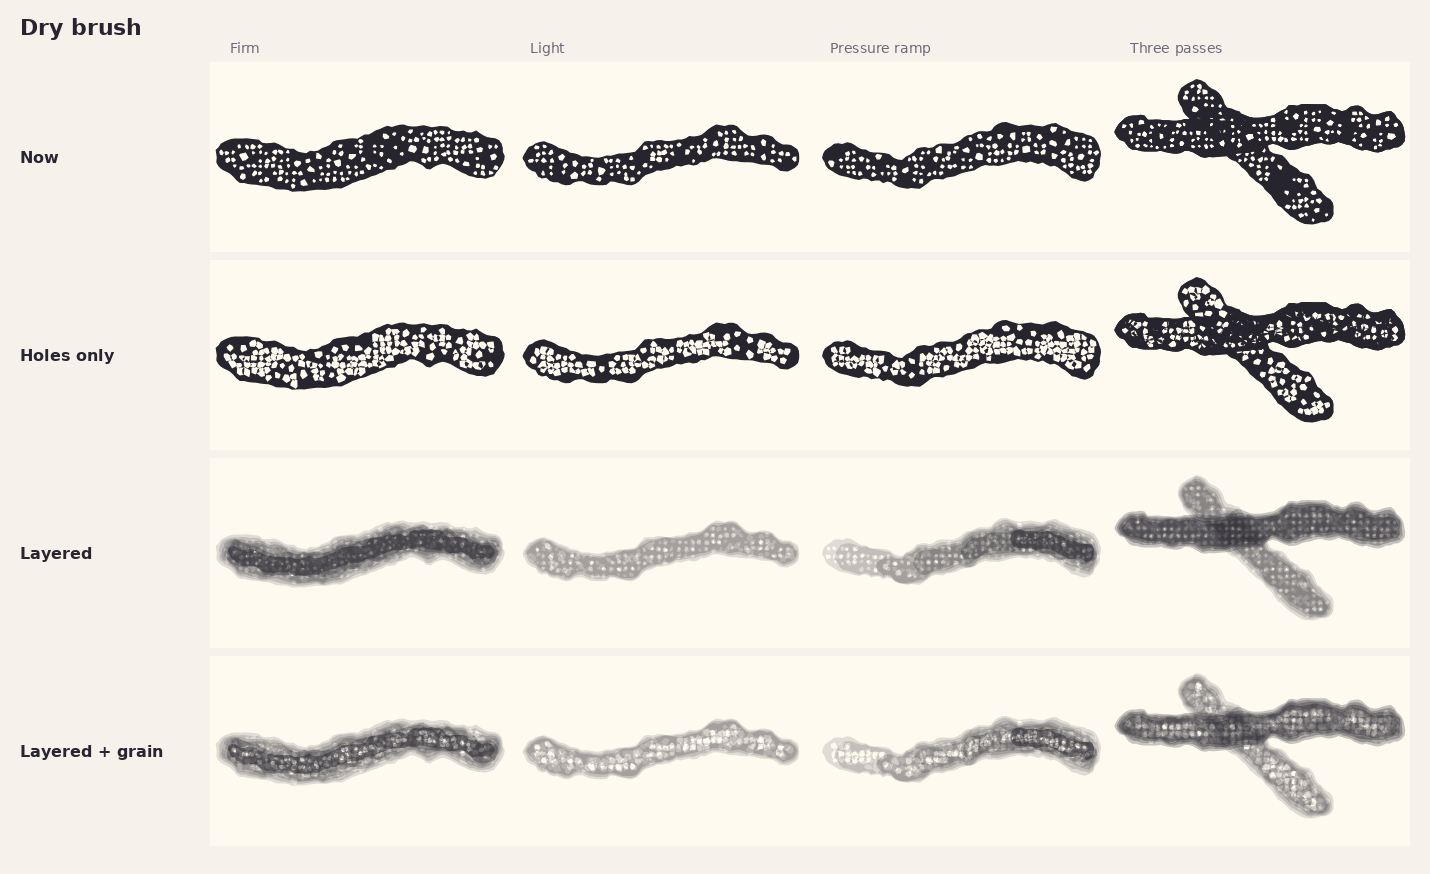 Dry brush
Firm
Light
Pressure ramp
Three passes
Now
Holes only
Layered
Layered + grain